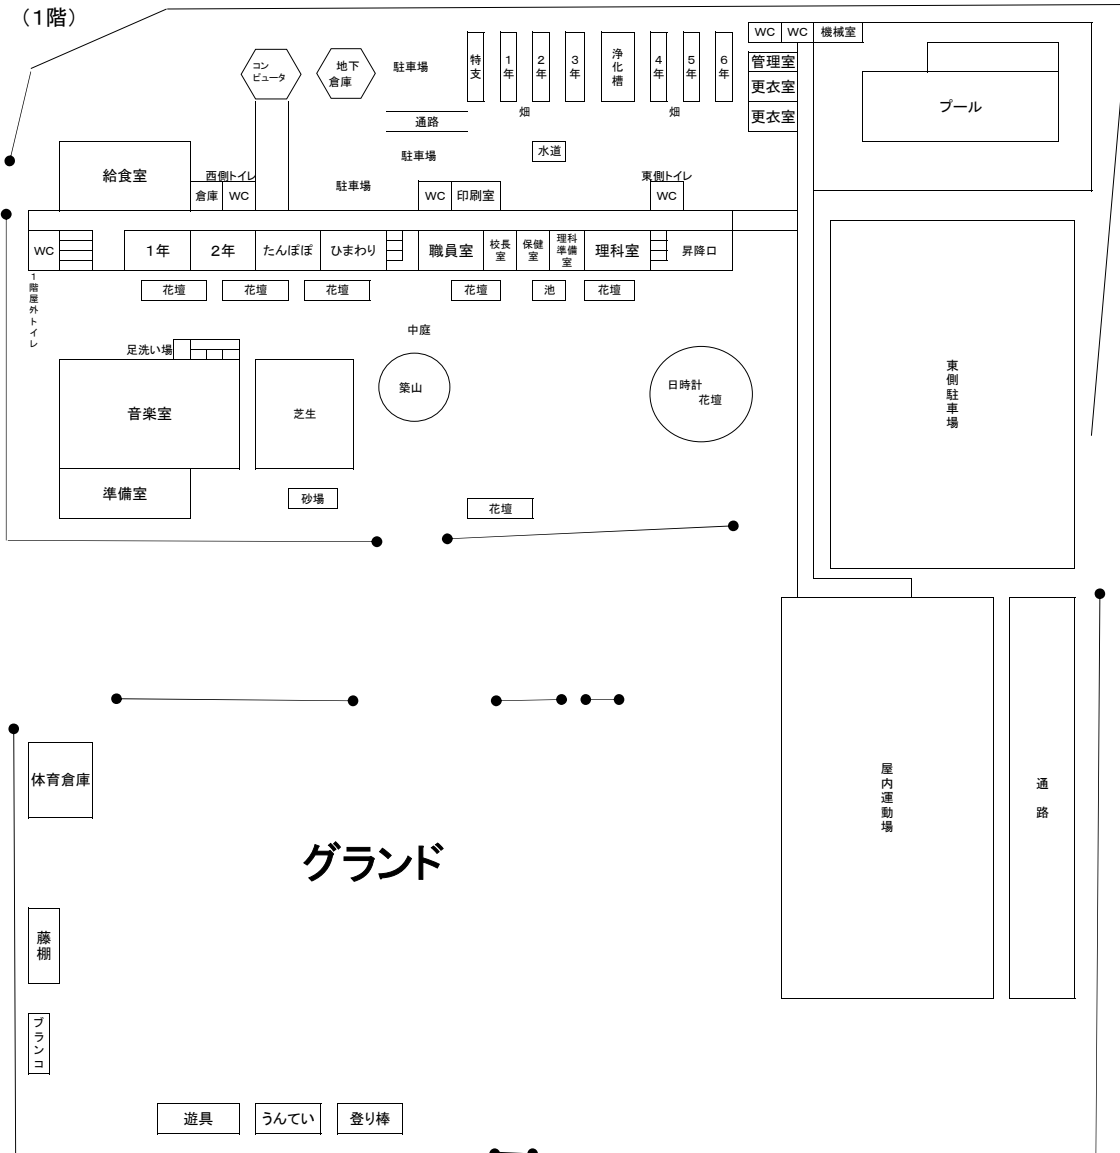 （１階）
コン
ピュータ
地下
倉庫
駐車場
特支
１年
２年
３年
浄化槽
４年
５年
６年
WC
WC
機械室
管理室
更衣室
更衣室
プール
畑
畑
通路
水道
駐車場
給食室
西側トイレ
倉庫
WC
駐車場
WC
印刷室
東側トイレ
WC
WC
１年
２年
たんぽぽ
ひまわり
職員室
校長
室
保健
室
理科
準備
室
理科室
昇降口
１階屋外トイレ
花壇
花壇
花壇
花壇
池
花壇
中庭
足洗い場
音楽室
芝生
築山
日時計
花壇
東側駐車場
準備室
砂場
花壇
体育倉庫
屋内運動場
通路
グランド
藤棚
ブランコ
遊具
うんてい
登り棒